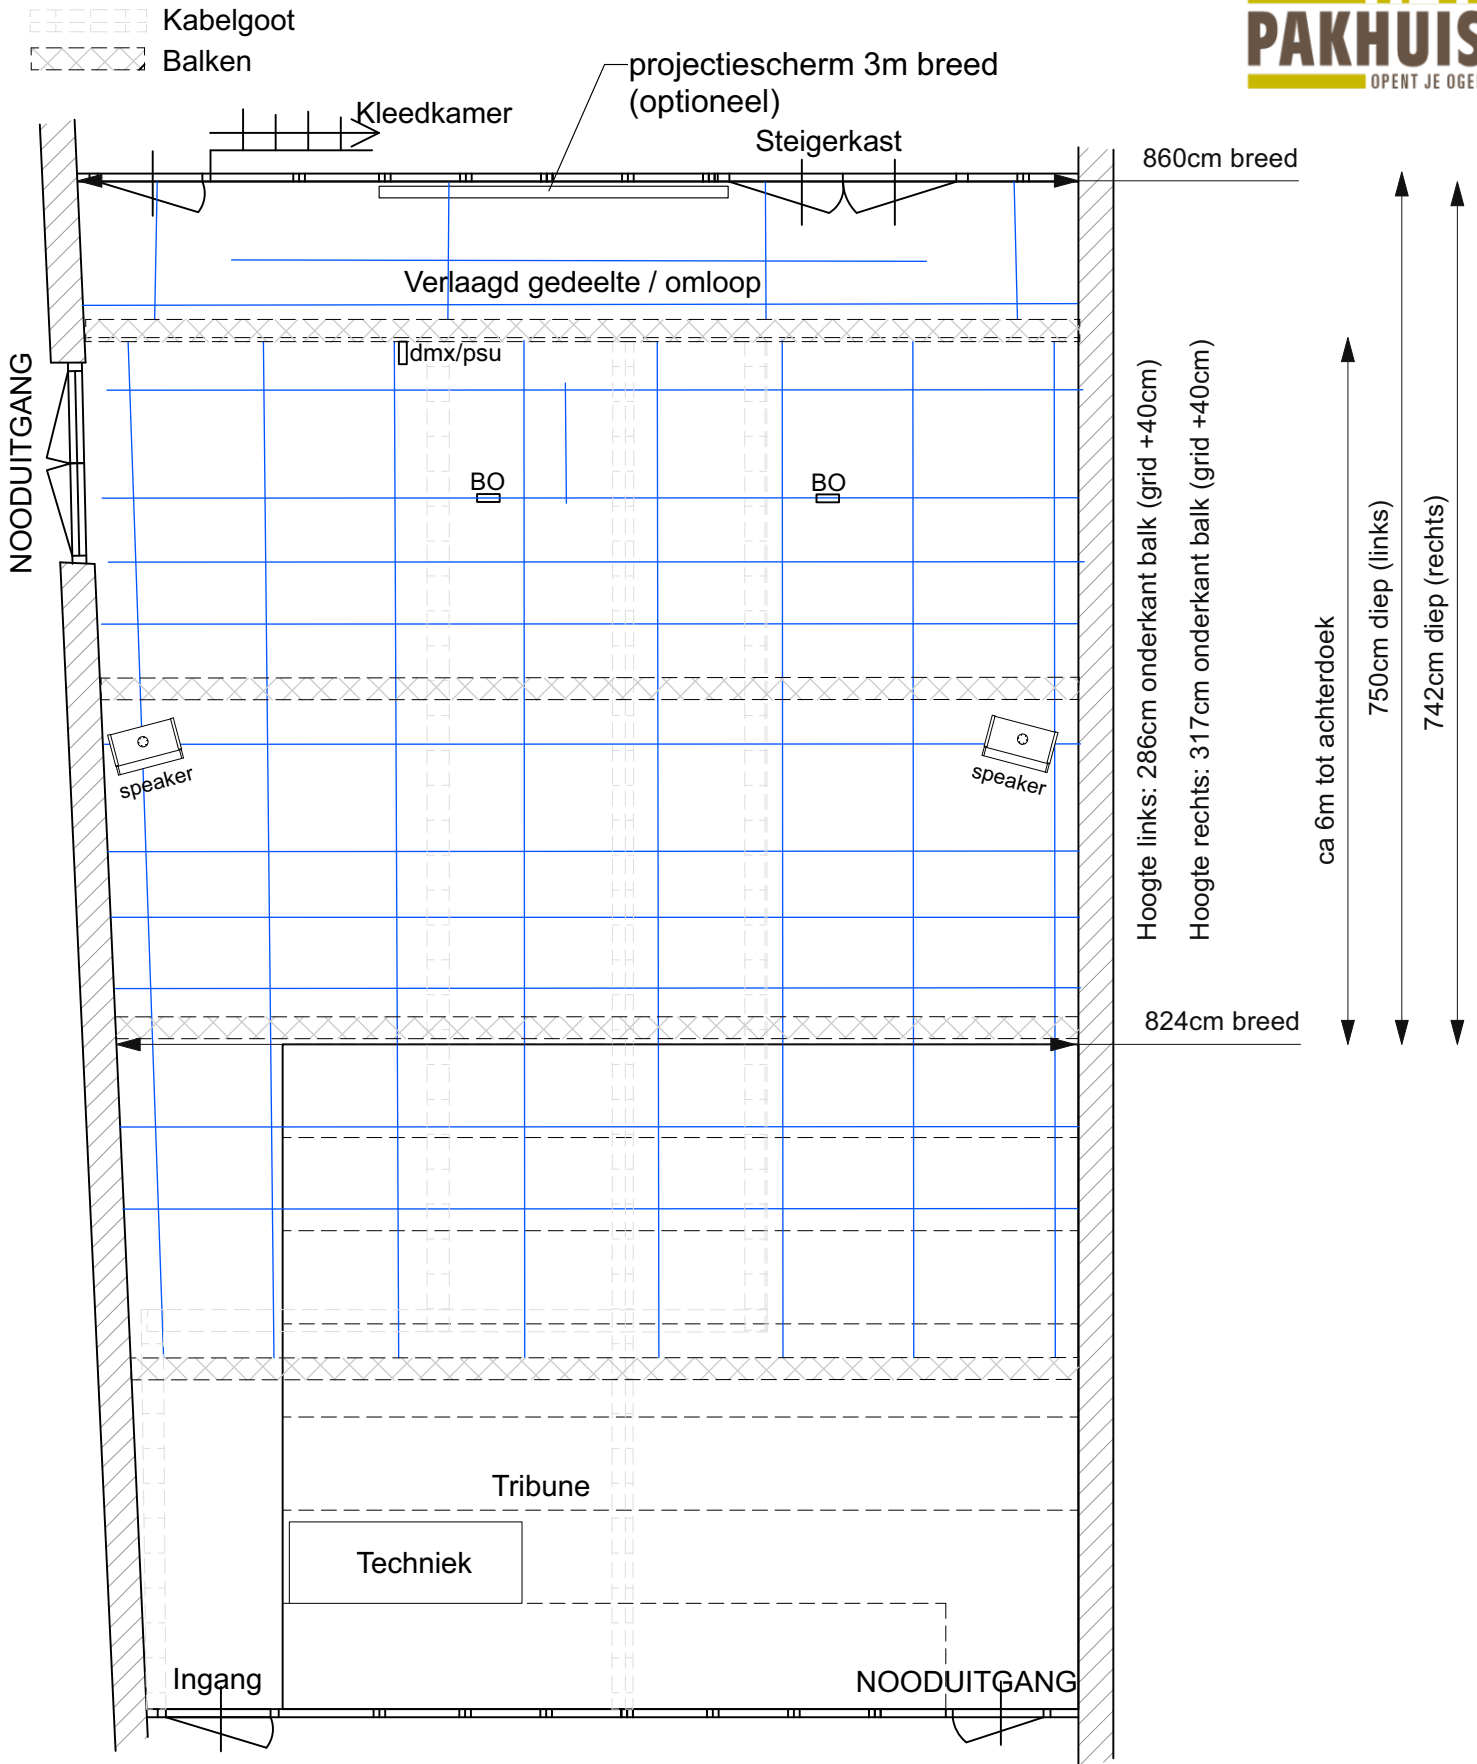 Kabelgoot
Balken
PAKHUIS
OPENT JE OGE
projectiescherm 3m breed
(optioneel)
Kleedkamer
Steigerkast
860cm breed
Verlaagd gedeelte / omloop
dmx/psu
NOODUITGANG
BO
BO
speaker
speaker
Hoogte links: 286cm onderkant balk (grid +40cm)
Hoogte rechts: 317cm onderkant balk (grid +40cm)
ca 6m tot achterdoek
750cm diep (links)
742cm diep (rechts)
824cm breed
Tribune
Techniek
Ingang
NOODUITGANG